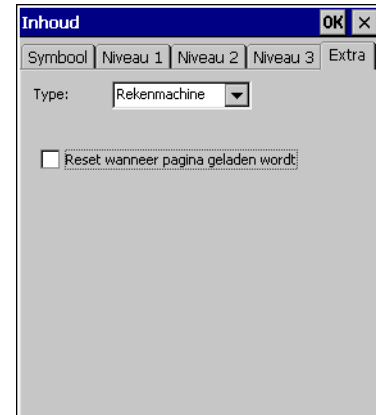 Inhoud OK
Symbool Niveau 1 Niveau 2 Niveau 3 Extra
Type: Rekenmachine
Reset wanneer pagina geladen wordt